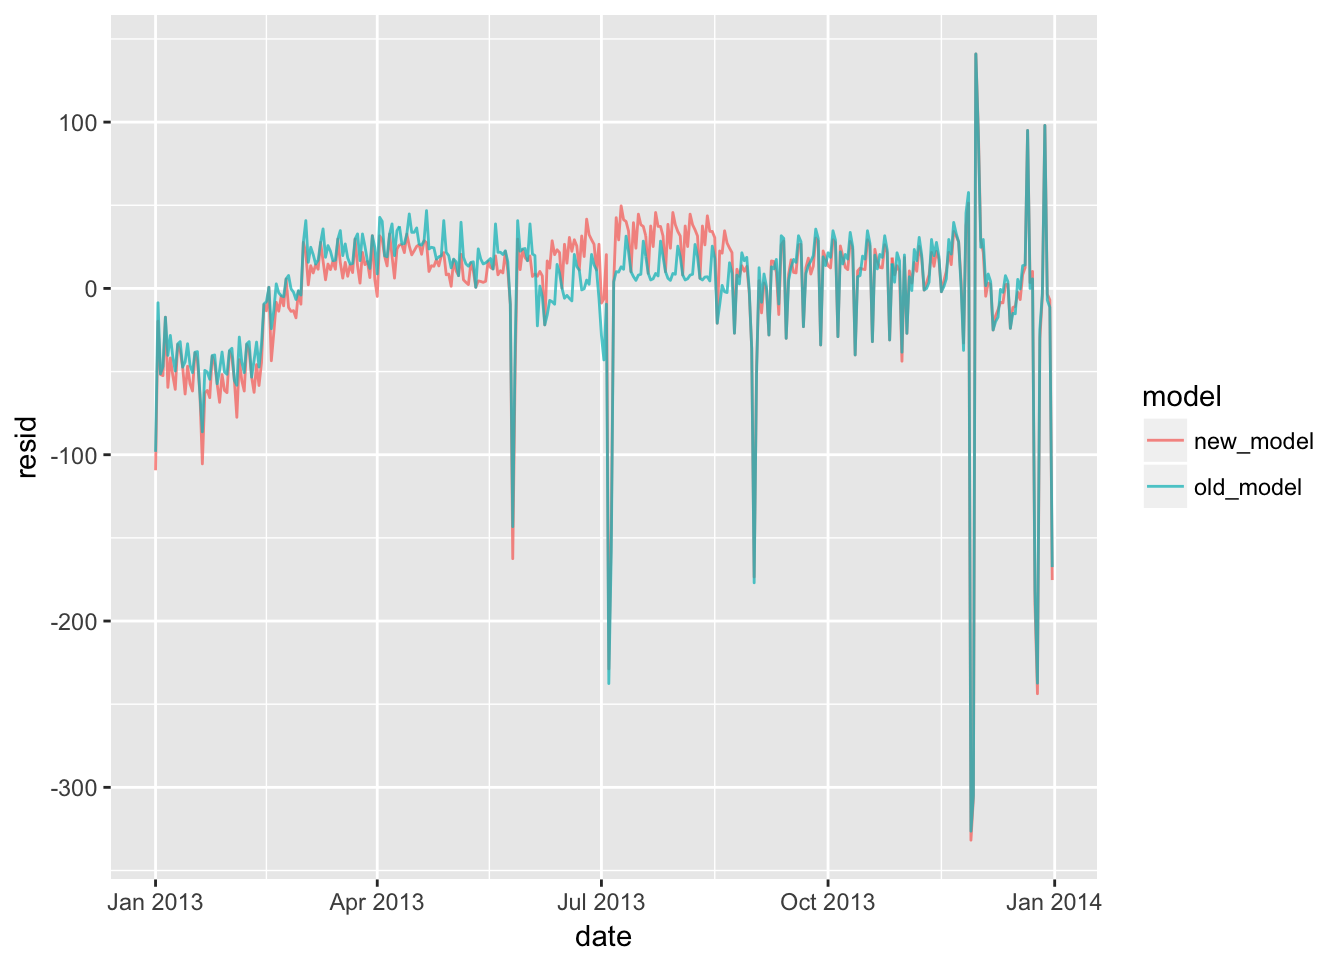 100
0
-100
-200
-300
resid
Jan 2013
Apr 2013
Jul 2013
Oct 2013
Jan 2014
date
model
new_model
old_model